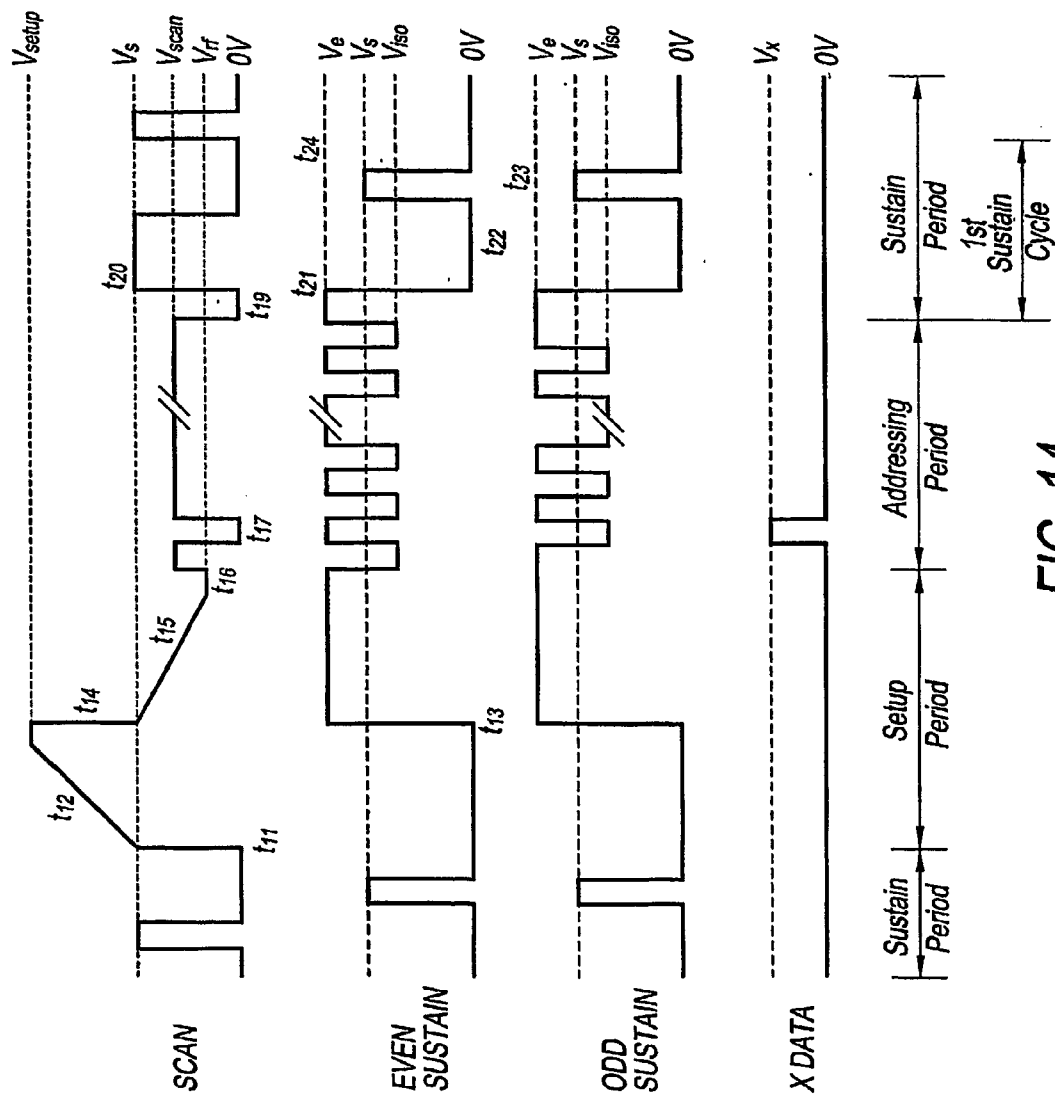 Vsetup
Vs
Vscan
Vrf
0V
Ve
Vs
Viso
0V
Ve
Vs
Viso
0V
Vx
0V
SCAN
t11
t12
t14
t15
t16
t17
t19
t20
EVEN
SUSTAIN
t13
t21
t22
t24
ODD
SUSTAIN
t23
X DATA
Sustain
Period
Setup
Period
Addressing
Period
Sustain
Period
1st
Sustain
Cycle
FIG. 14